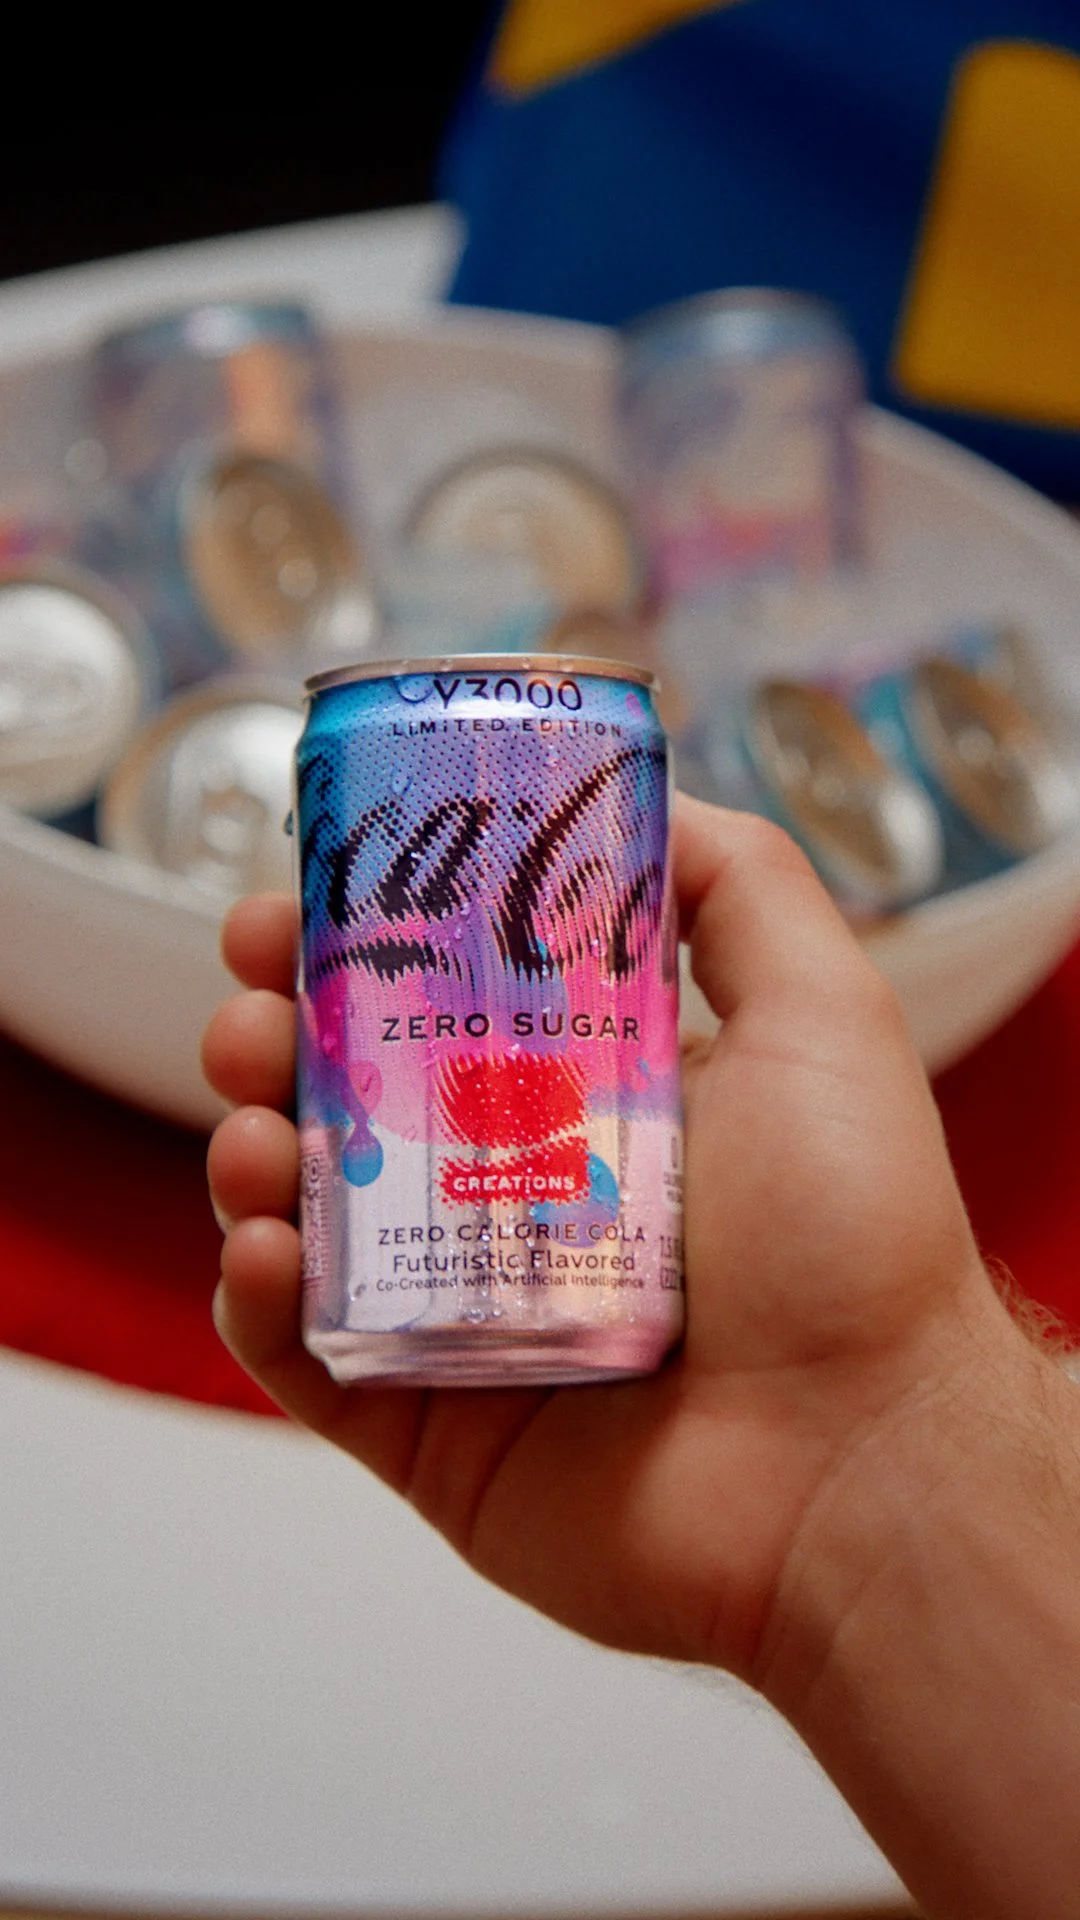 Y3000
LIMITED EDITION
ZERO SUGAR
CREATIONS
ZERO CALORIE COLA
Futuristic Flavored
Co-Created with Artificial Intelligence